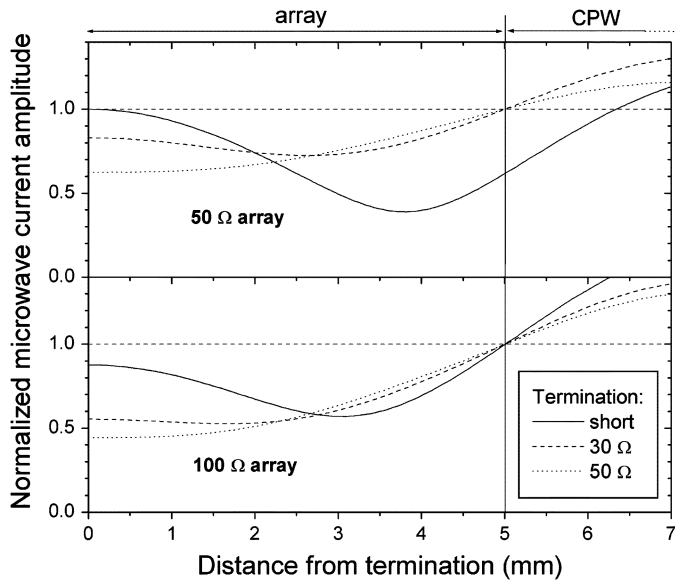 array
CPW
Normalized microwave current amplitude
1.0
0.5
50 Ω array
0.0
1.0
0.5
100 Ω array
0.0
Termination:
short
30 Ω
50 Ω
0 1 2 3 4 5 6 7
Distance from termination (mm)